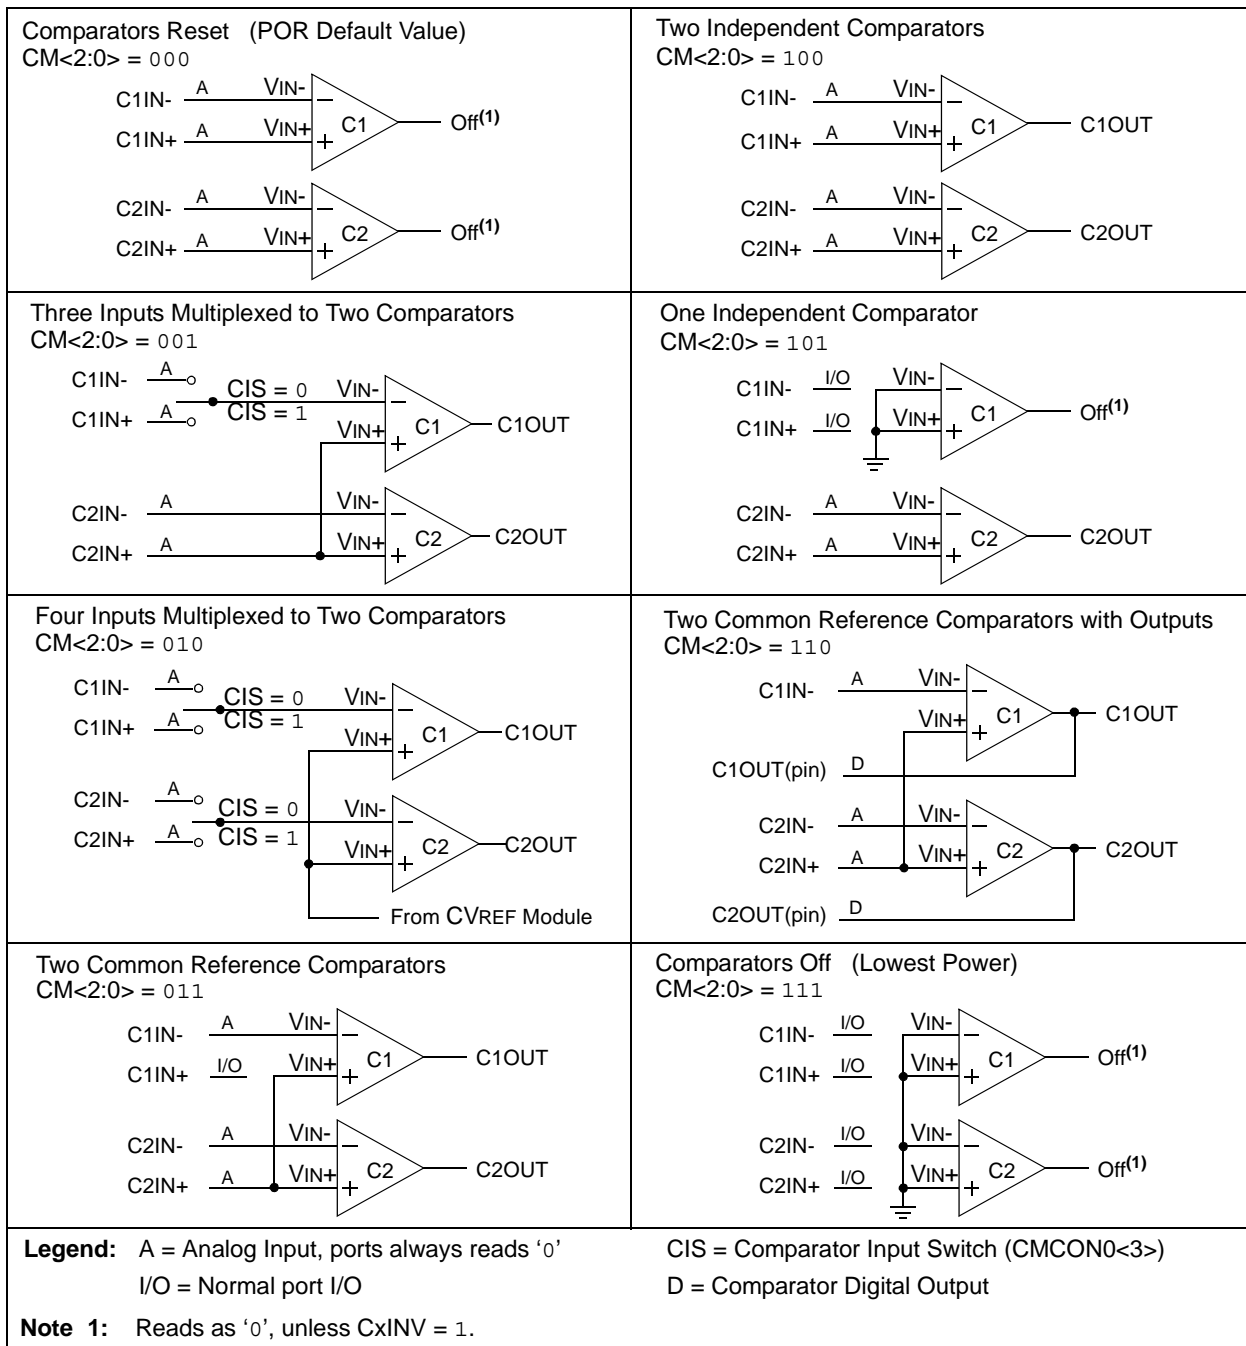 Comparators Reset (POR Default Value)
CM<2:0> = 000
C1IN- A VIN-
C1 Off(1)
C1IN+ A VIN+
C2IN- A VIN-
C2 Off(1)
C2IN+ A VIN+
Two Independent Comparators
CM<2:0> = 100
C1IN- A VIN-
C1 C1OUT
C1IN+ A VIN+
C2IN- A VIN-
C2 C2OUT
C2IN+ A VIN+
Three Inputs Multiplexed to Two Comparators
CM<2:0> = 001
C1IN- A
CIS = 0 VIN-
C1IN+ A CIS = 1
VIN+ C1 C1OUT
C2IN- A VIN-
C2 C2OUT
C2IN+ A VIN+
One Independent Comparator
CM<2:0> = 101
C1IN- I/O VIN-
C1 Off(1)
C1IN+ I/O VIN+
C2IN- A VIN-
C2 C2OUT
C2IN+ A VIN+
Four Inputs Multiplexed to Two Comparators
CM<2:0> = 010
C1IN- A
CIS = 0 VIN-
C1IN+ A CIS = 1
VIN+ C1 C1OUT
C2IN- A
CIS = 0 VIN-
C2IN+ A CIS = 1
VIN+ C2 C2OUT
From CVREF Module
Two Common Reference Comparators with Outputs
CM<2:0> = 110
C1IN- A VIN-
VIN+ C1 C1OUT
C1OUT(pin) D
C2IN- A VIN-
C2 C2OUT
C2IN+ A VIN+
C2OUT(pin) D
Two Common Reference Comparators
CM<2:0> = 011
C1IN- A VIN-
C1 C1OUT
C1IN+ I/O VIN+
C2IN- A VIN-
C2 C2OUT
C2IN+ A VIN+
Comparators Off (Lowest Power)
CM<2:0> = 111
C1IN- I/O VIN-
C1 Off(1)
C1IN+ I/O VIN+
C2IN- I/O VIN-
C2 Off(1)
C2IN+ I/O VIN+
Legend: A = Analog Input, ports always reads ‘0’ CIS = Comparator Input Switch (CMCON0<3>)
I/O = Normal port I/O D = Comparator Digital Output
Note 1: Reads as ‘0’, unless CxINV = 1.